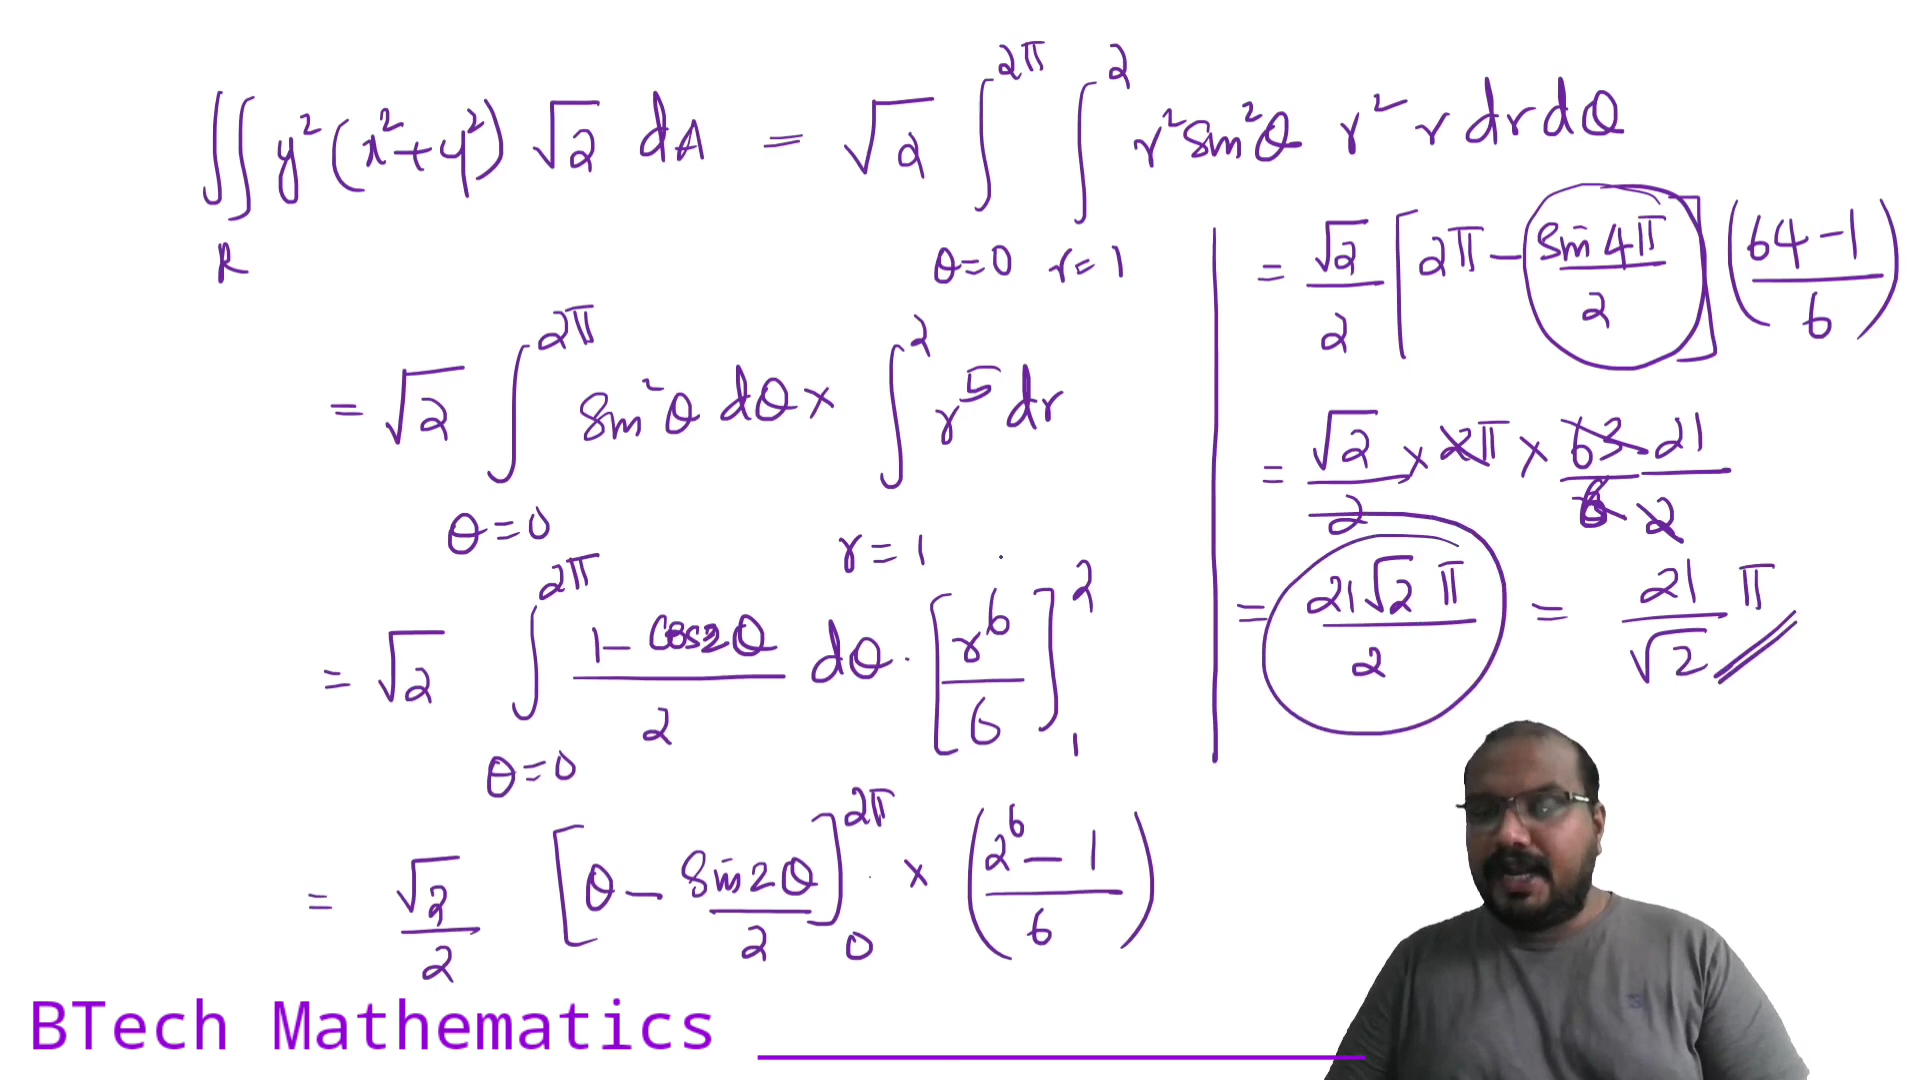 ∬_R y²(x²+y²) √2 dA = √2 ∫_{θ=0}^{2π} ∫_{r=1}^{2} r² sin²θ r² r dr dθ
= √2 ∫_{θ=0}^{2π} sin²θ dθ × ∫_{r=1}^{2} r⁵ dr
= √2 ∫_{θ=0}^{2π} (1 - cos2θ)/2 dθ · [r⁶/6]_1^2
= √2/2 [θ - sin2θ/2]_0^{2π} × ((2⁶ - 1)/6)
= √2/2 [2π - sin4π/2] ((64 - 1)/6)
= √2/2 × 2π × 63/6 21/2
= 21√2 π/2 = 21/√2 π
BTech Mathematics